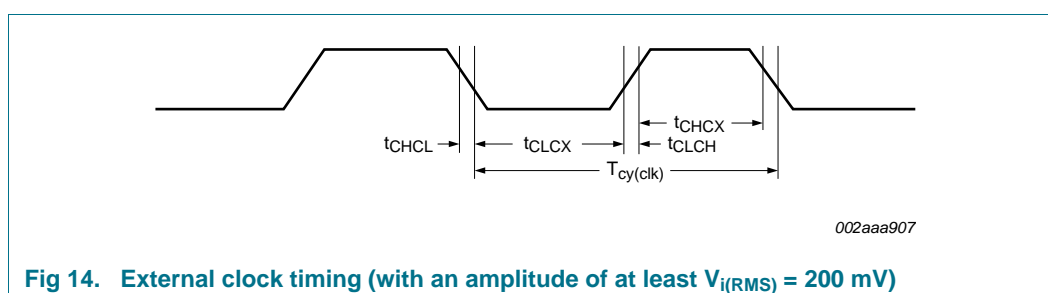 tCHCX
tCHCL tCLCX tCLCH
Tcy(clk)
002aaa907
Fig 14. External clock timing (with an amplitude of at least Vi(RMS) = 200 mV)